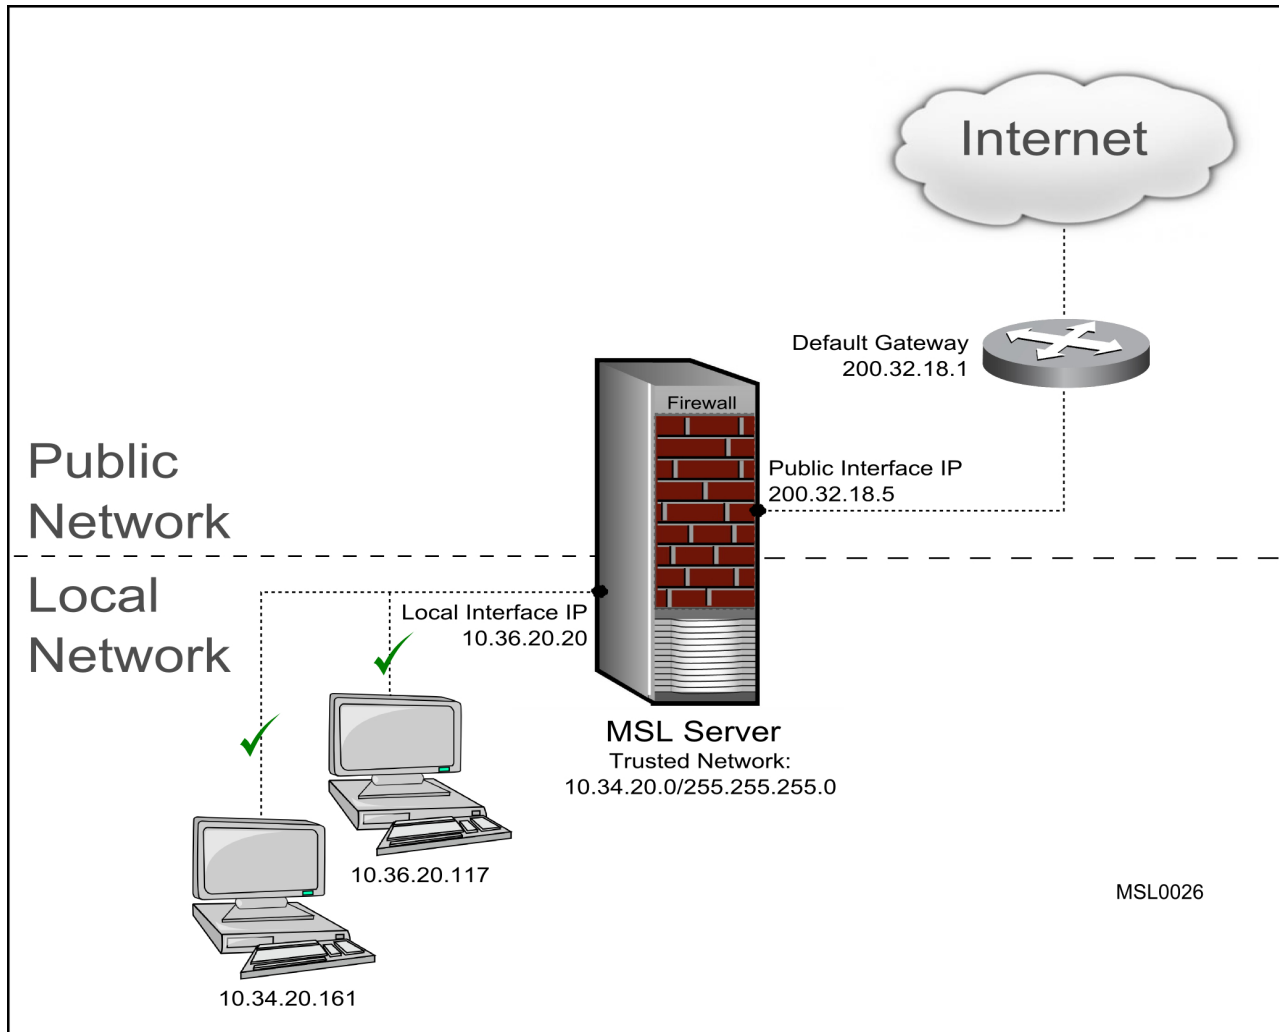 Internet
Default Gateway
200.32.18.1
Firewall
Public Interface IP
200.32.18.5
Public
Network
Local
Network
Local Interface IP
10.36.20.20
MSL Server
Trusted Network:
10.34.20.0/255.255.255.0
10.36.20.117
MSL0026
10.34.20.161